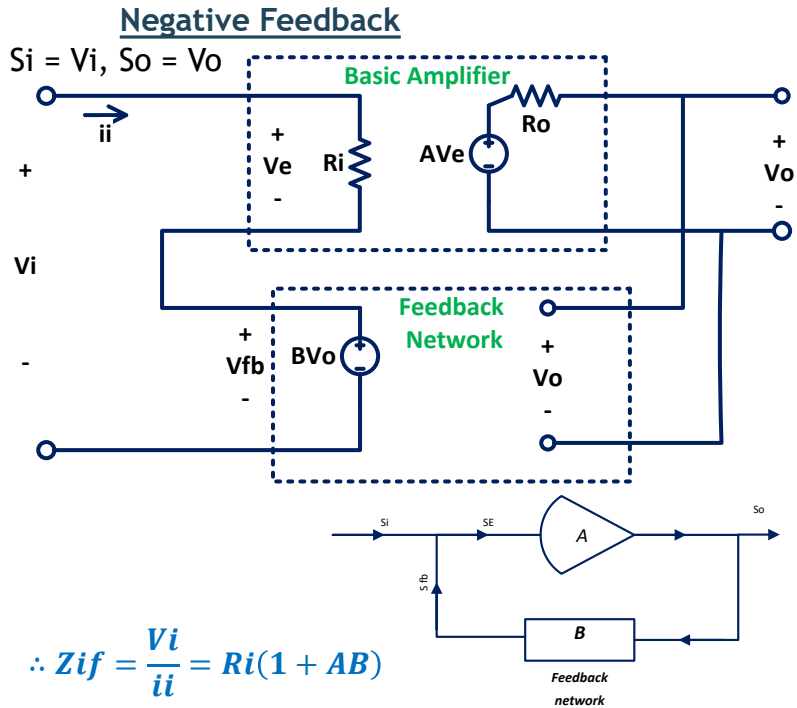 Negative Feedback
Si = Vi, So = Vo
Basic Amplifier
ii
+
Ve
-
Ri
AVe
Ro
+
Vo
-
+
Vi
-
Feedback
Network
+
Vfb
-
BVo
+
Vo
-
Si
SE
A
So
S fb
B
Feedback
network
∴ Zif = Vi/ii = Ri(1 + AB)